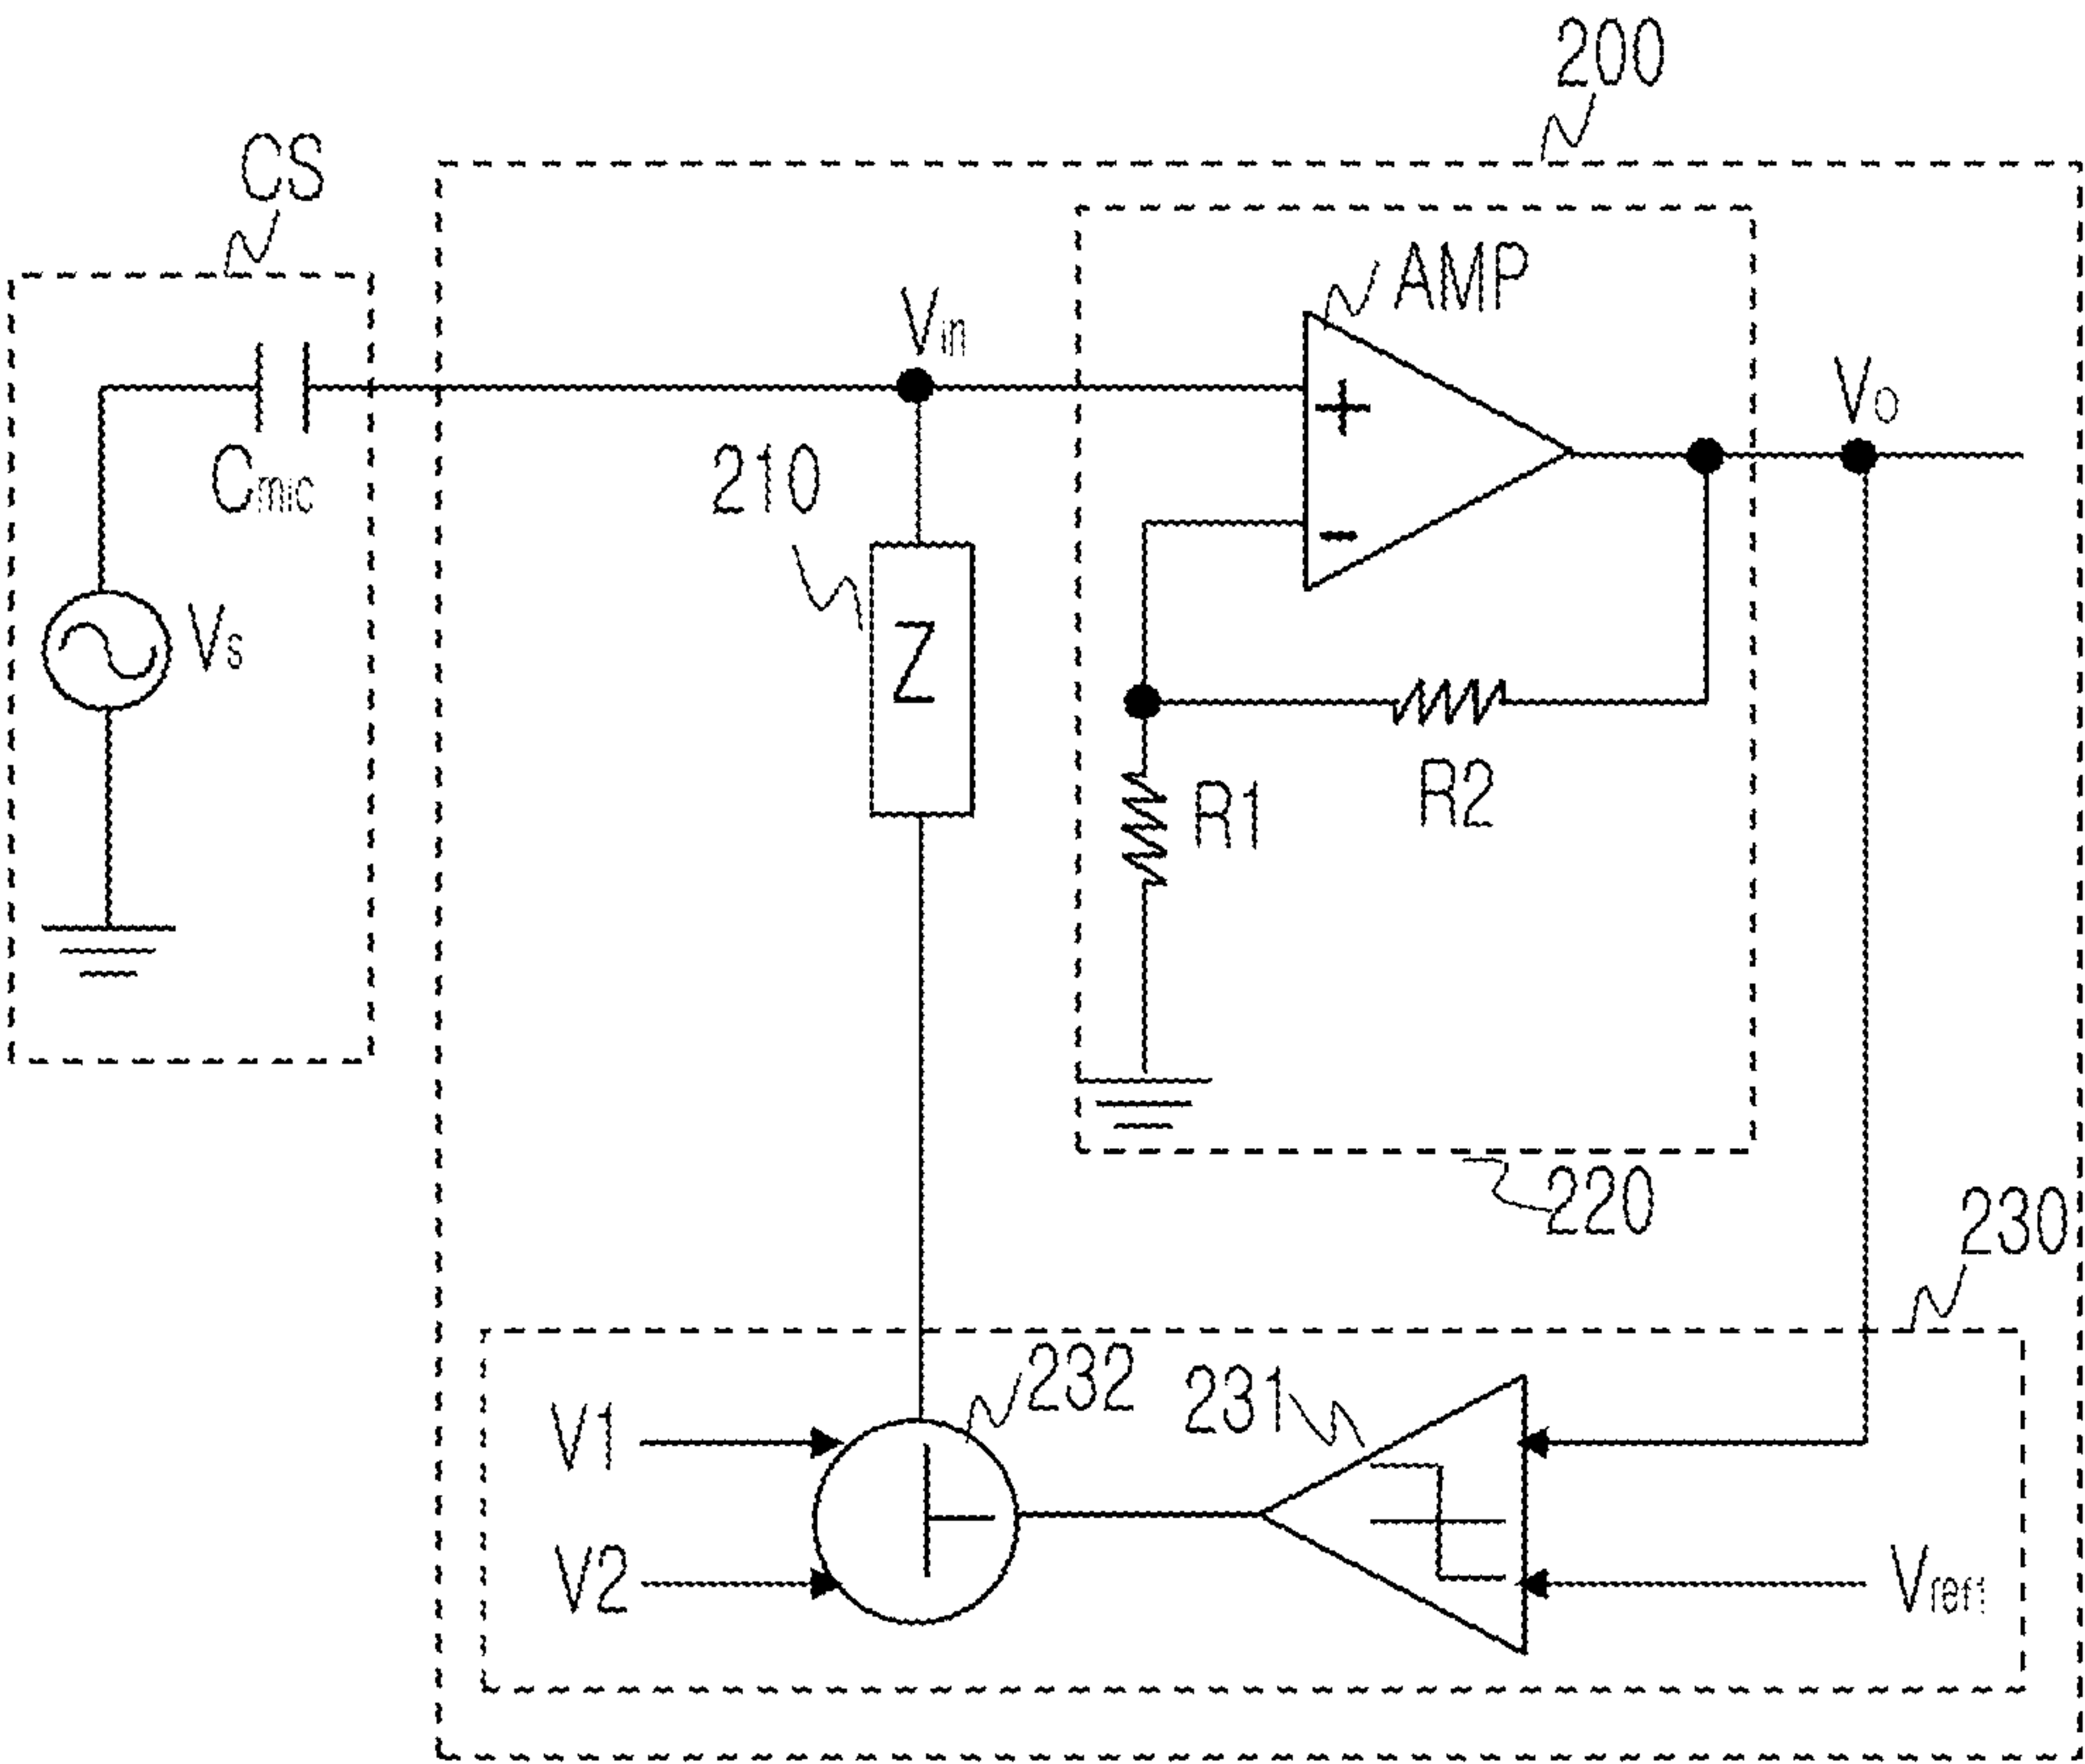 200
CS
AMP
Vin
Vo
Cmic
210
+
-
Vs
Z
R1
R2
220
230
232
231
V1
V2
Vref1